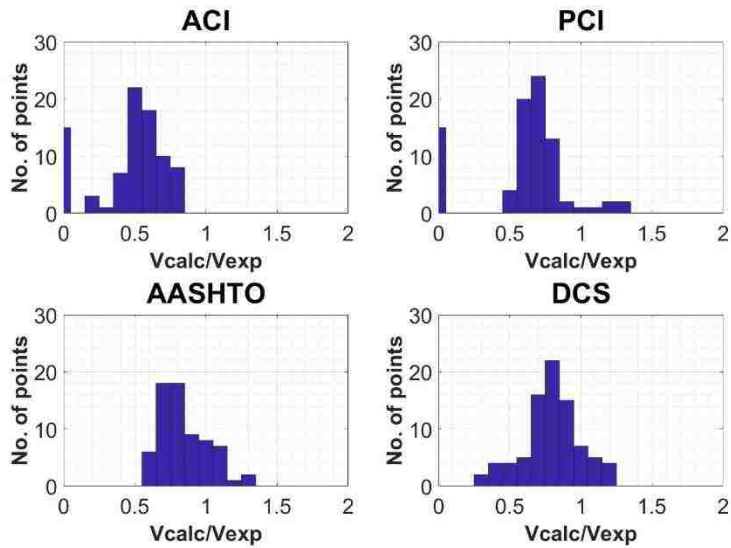 ACI
30
20
10
0
No. of points
0 0.5 1 1.5 2
Vcalc/Vexp
PCI
30
20
10
0
No. of points
0 0.5 1 1.5 2
Vcalc/Vexp
AASHTO
30
20
10
0
No. of points
0 0.5 1 1.5 2
Vcalc/Vexp
DCS
30
20
10
0
No. of points
0 0.5 1 1.5 2
Vcalc/Vexp